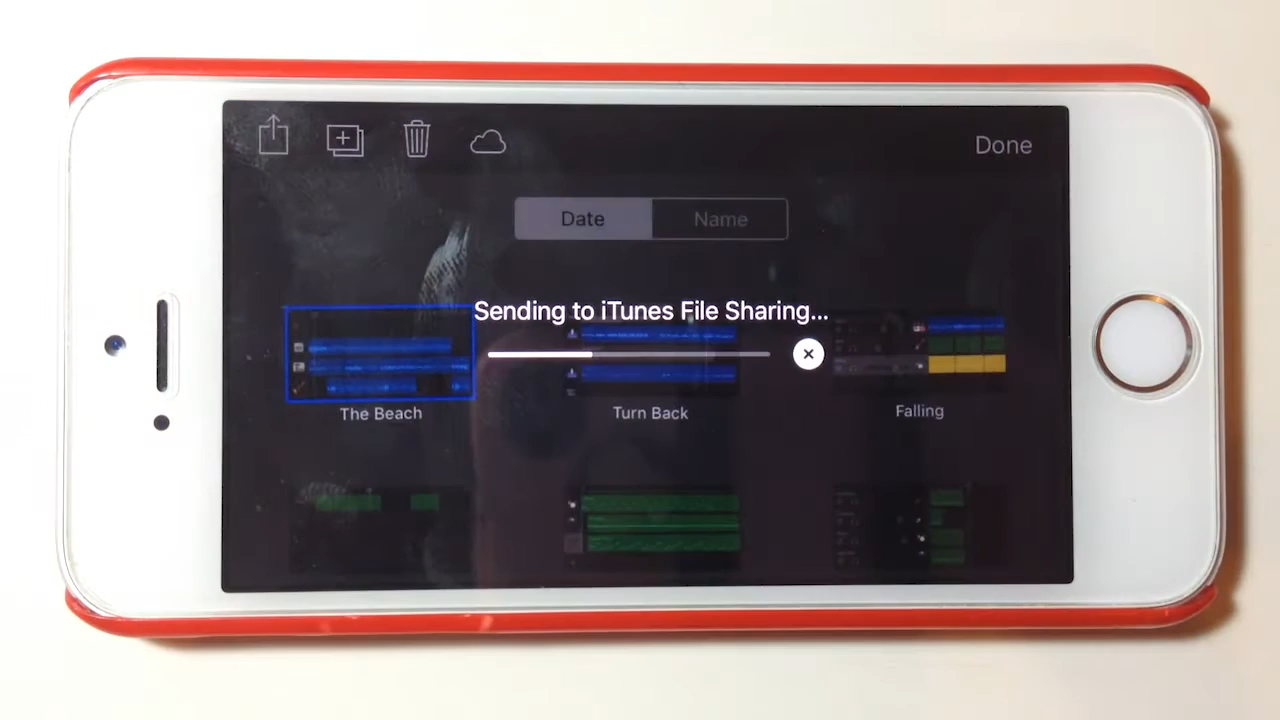 Done
Date
Name
Sending to iTunes File Sharing...
The Beach
Turn Back
Falling